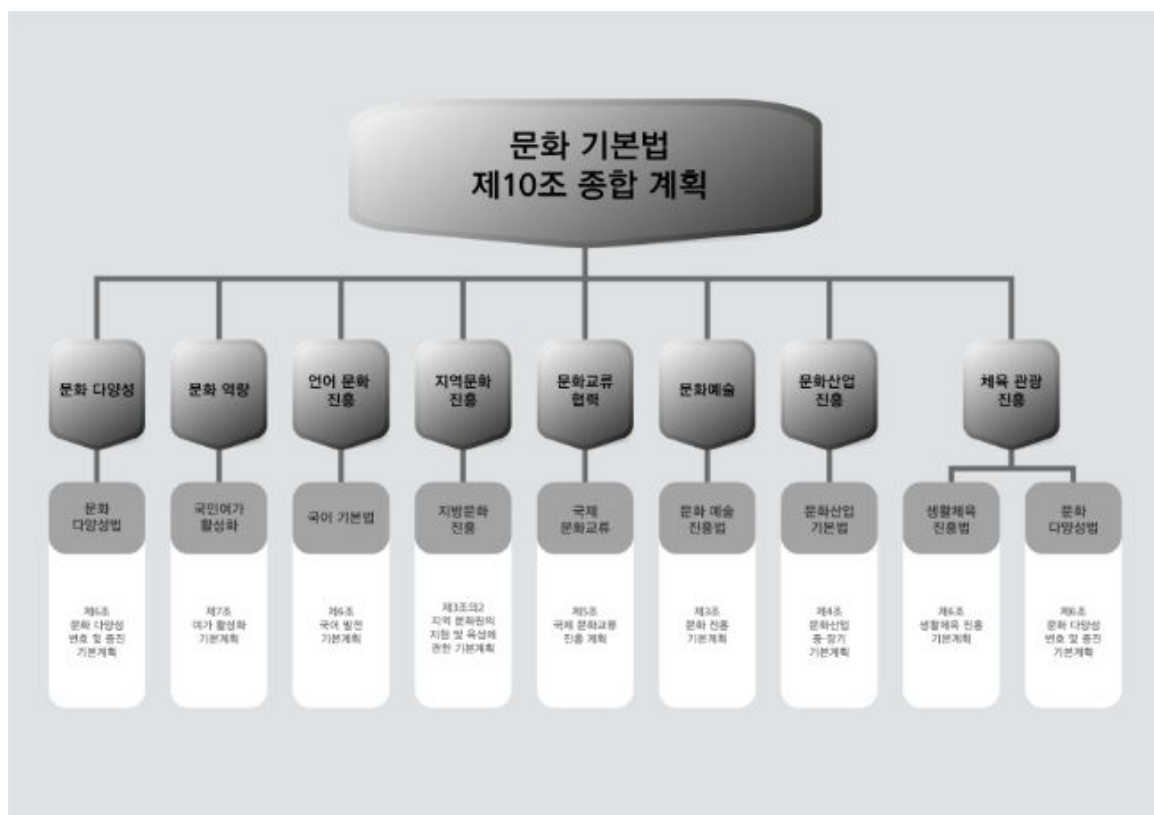 문화 기본법
제10조 종합 계획
문화 다양성
문화 역량
언어 문화
진흥
지역문화
진흥
문화교류
협력
문화예술
문화산업
진흥
체육 관광
진흥
문화
다양성법
국민여가
활성화
국어 기본법
지방문화
진흥
국제
문화교류
문화 예술
진흥법
문화산업
기본법
생활체육
진흥법
문화
다양성법
제6조
문화 다양성
번호 및 증진
기본계획
제7조
여가 활성화
기본계획
제6조
국어 발전
기본계획
제3조의2
지역 문화원의
지원 및 육성에
관한 기본계획
제5조
국제 문화교류
진흥 계획
제3조
문화 진흥
기본계획
제4조
문화산업
중·장기
기본계획
제6조
생활체육 진흥
기본계획
제6조
문화 다양성
번호 및 증진
기본계획